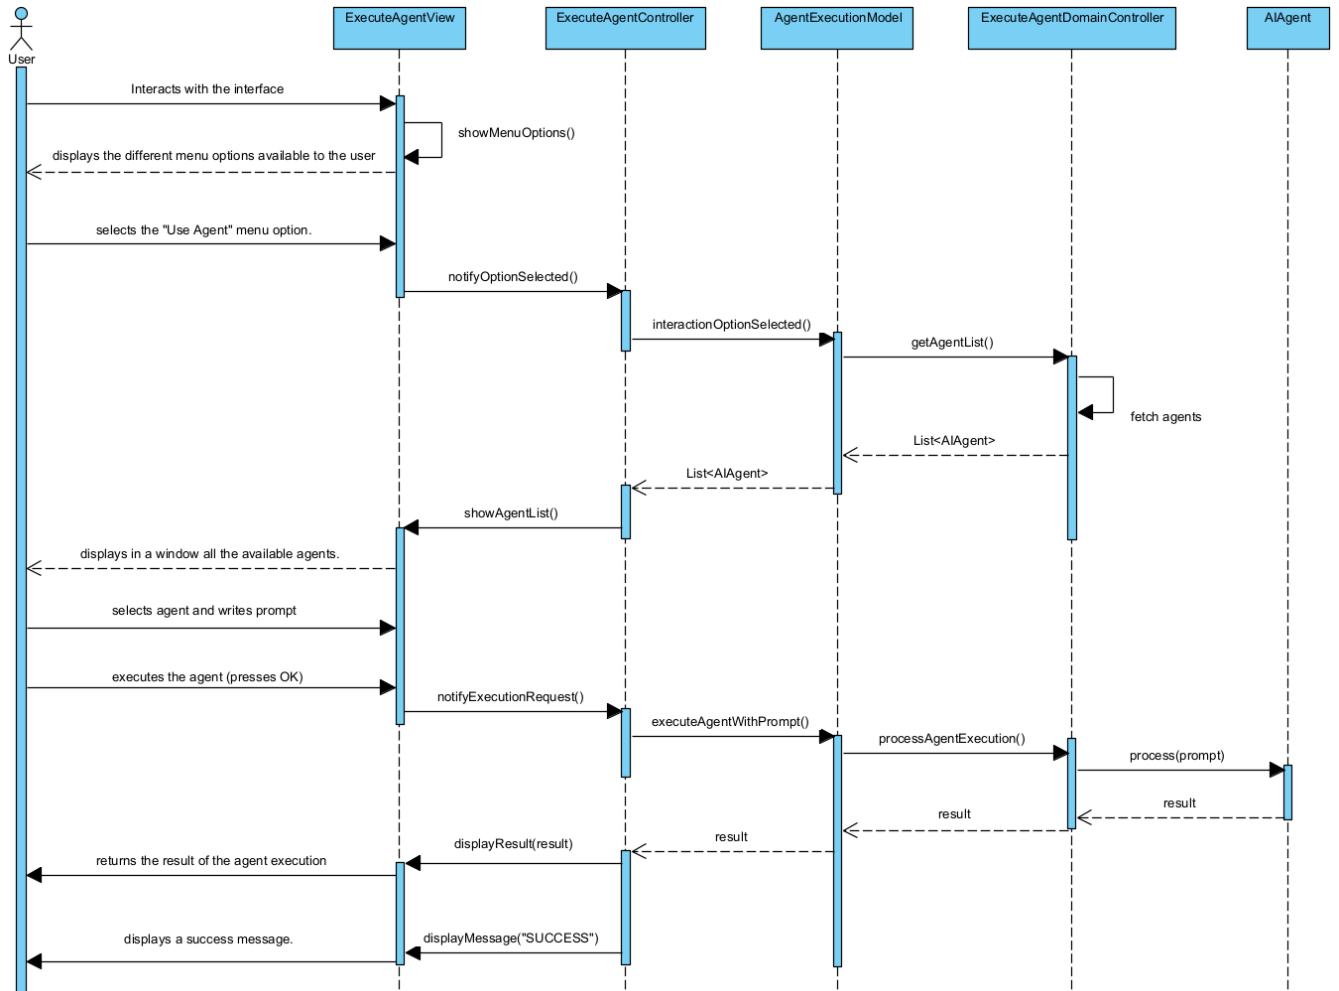 ExecuteAgentView
ExecuteAgentController
AgentExecutionModel
ExecuteAgentDomainController
AIAgent
User
Interacts with the interface
showMenuOptions()
displays the different menu options available to the user
selects the "Use Agent" menu option.
notifyOptionSelected()
interactionOptionSelected()
getAgentList()
fetch agents
List<AIAgent>
List<AIAgent>
showAgentList()
displays in a window all the available agents.
selects agent and writes prompt
executes the agent (presses OK)
notifyExecutionRequest()
executeAgentWithPrompt()
processAgentExecution()
process(prompt)
result
result
result
displayResult(result)
returns the result of the agent execution
displayMessage("SUCCESS")
displays a success message.